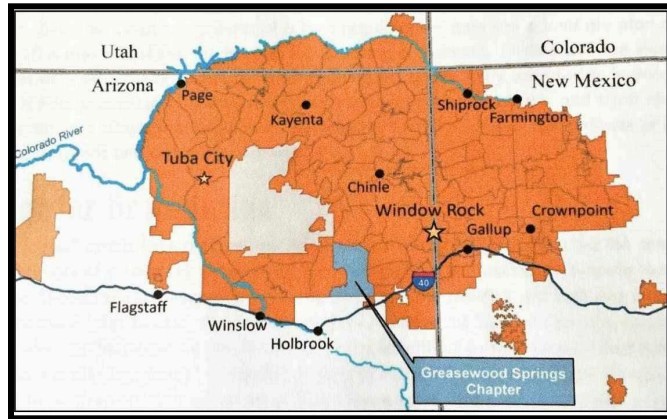 Utah
Colorado
Arizona
New Mexico
Page
Shiprock
Farmington
Kayenta
Colorado River
Tuba City
Chinle
Window Rock
Crownpoint
Gallup
40
Flagstaff
Winslow
Holbrook
Greasewood Springs
Chapter